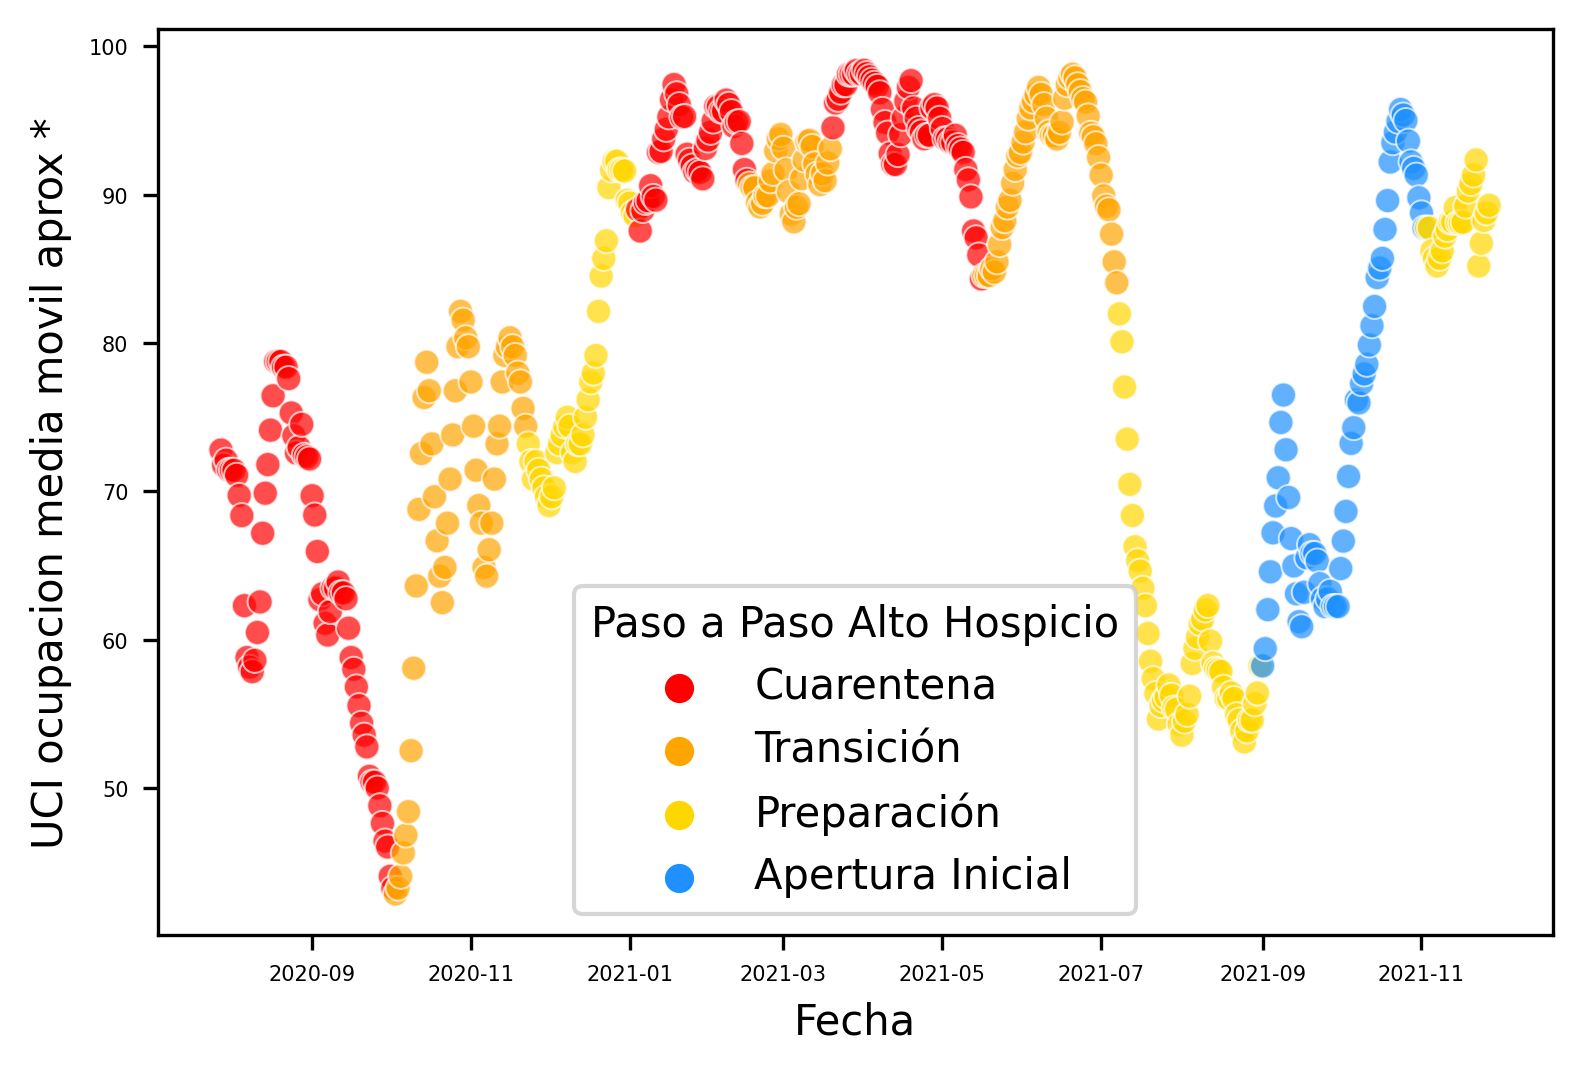 UCI ocupacion media movil aprox *
100
90
80
70
60
50
Paso a Paso Alto Hospicio
Cuarentena
Transición
Preparación
Apertura Inicial
2020-09
2020-11
2021-01
2021-03
2021-05
2021-07
2021-09
2021-11
Fecha